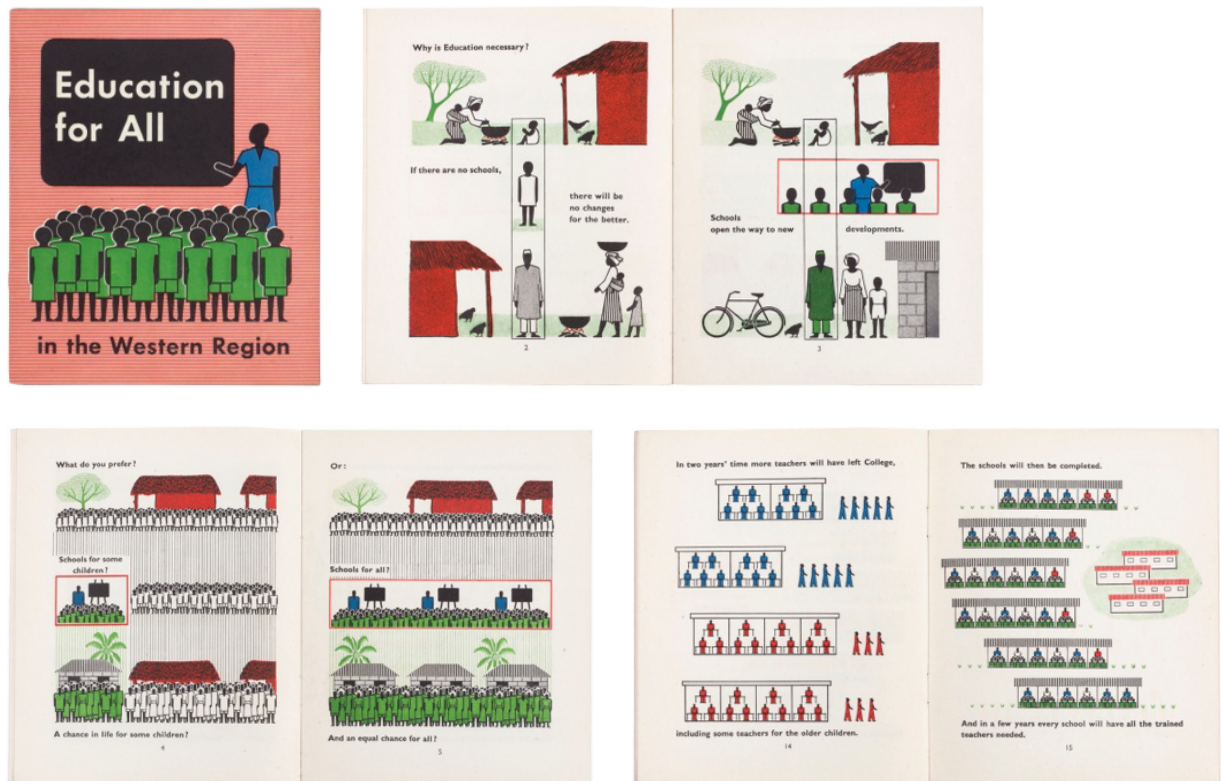 Education
for All
in the Western Region
Why is Education necessary?
If there are no schools,
there will be
no changes
for the better.
2
Schools
open the way to new
developments.
3
What do you prefer?
Schools for some
children?
A chance in life for some children?
4
Or:
Schools for all?
And an equal chance for all?
5
In two years' time more teachers will have left College,
including some teachers for the older children.
14
The schools will then be completed.
And in a few years every school will have all the trained
teachers needed.
15